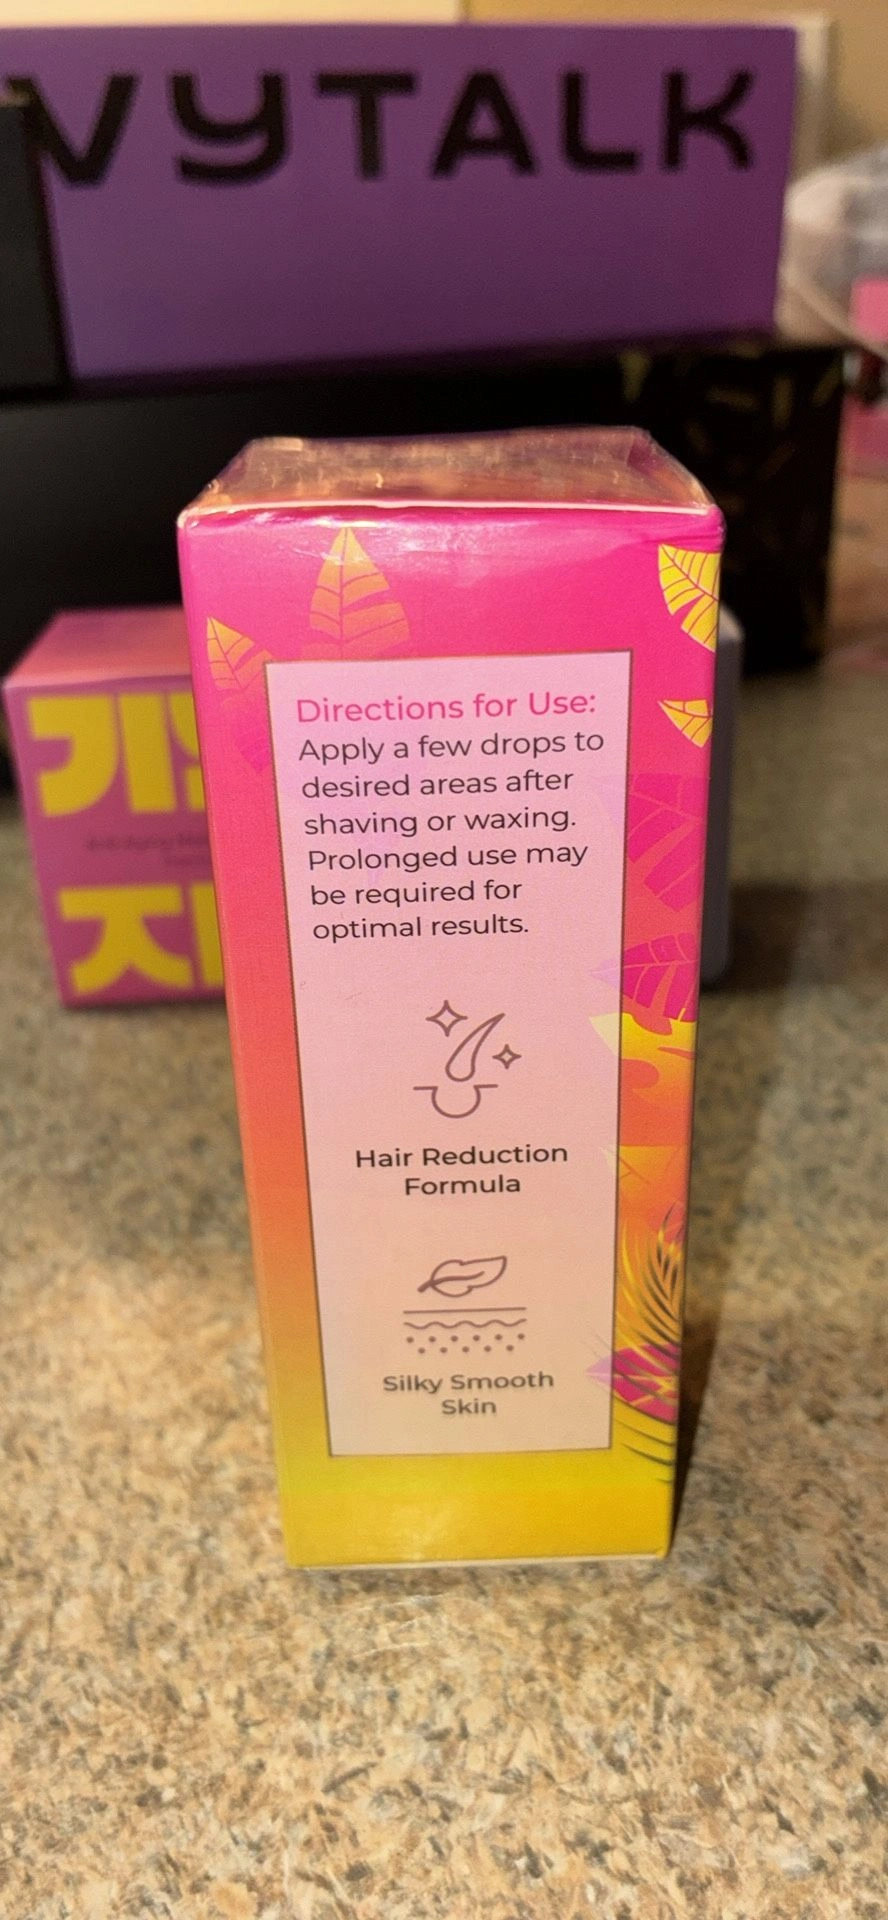 VYTALK
Directions for Use:
Apply a few drops to
desired areas after
shaving or waxing.
Prolonged use may
be required for
optimal results.
Hair Reduction
Formula
Silky Smooth
Skin